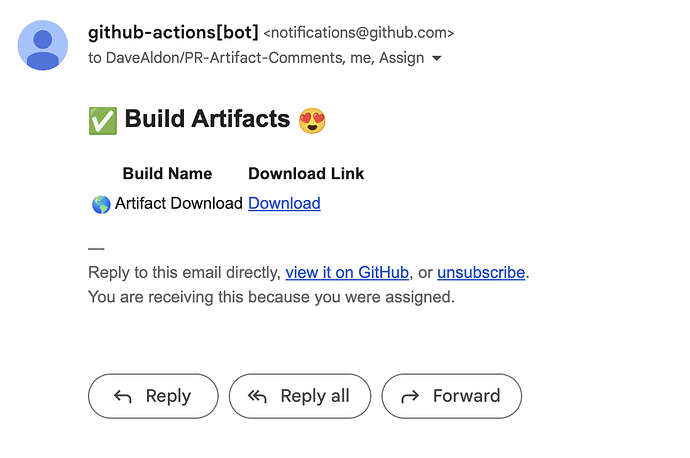 github-actions[bot] <notifications@github.com>
to DaveAldon/PR-Artifact-Comments, me, Assign
✅ Build Artifacts 😍
Build Name Download Link
🌎 Artifact Download Download
—
Reply to this email directly, view it on GitHub, or unsubscribe.
You are receiving this because you were assigned.
Reply Reply all Forward